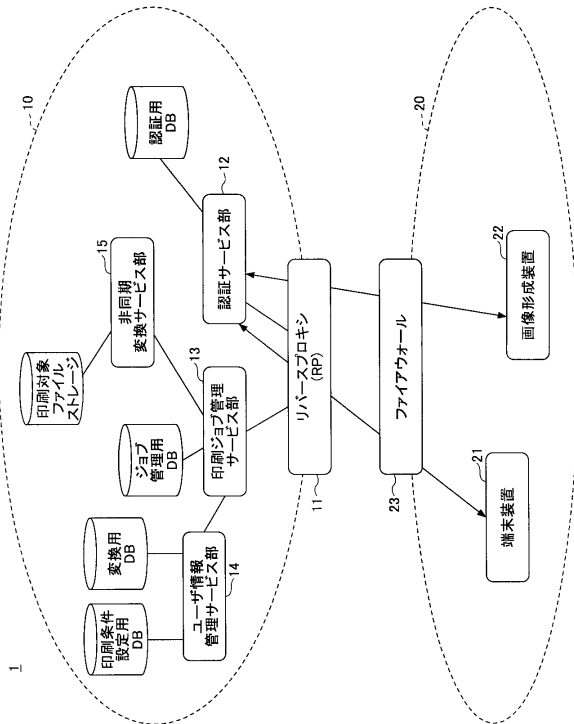 1
10
印刷条件
設定用
DB
変換用
DB
ジョブ
管理用
DB
印刷対象
ファイル
ストレージ
認証用
DB
ユーザ情報
管理サービス部
14
印刷ジョブ管理
サービス部
13
非同期
変換サービス部
15
認証サービス部
12
リバースプロキシ
(RP)
11
ファイアウォール
23
20
端末装置
21
画像形成装置
22